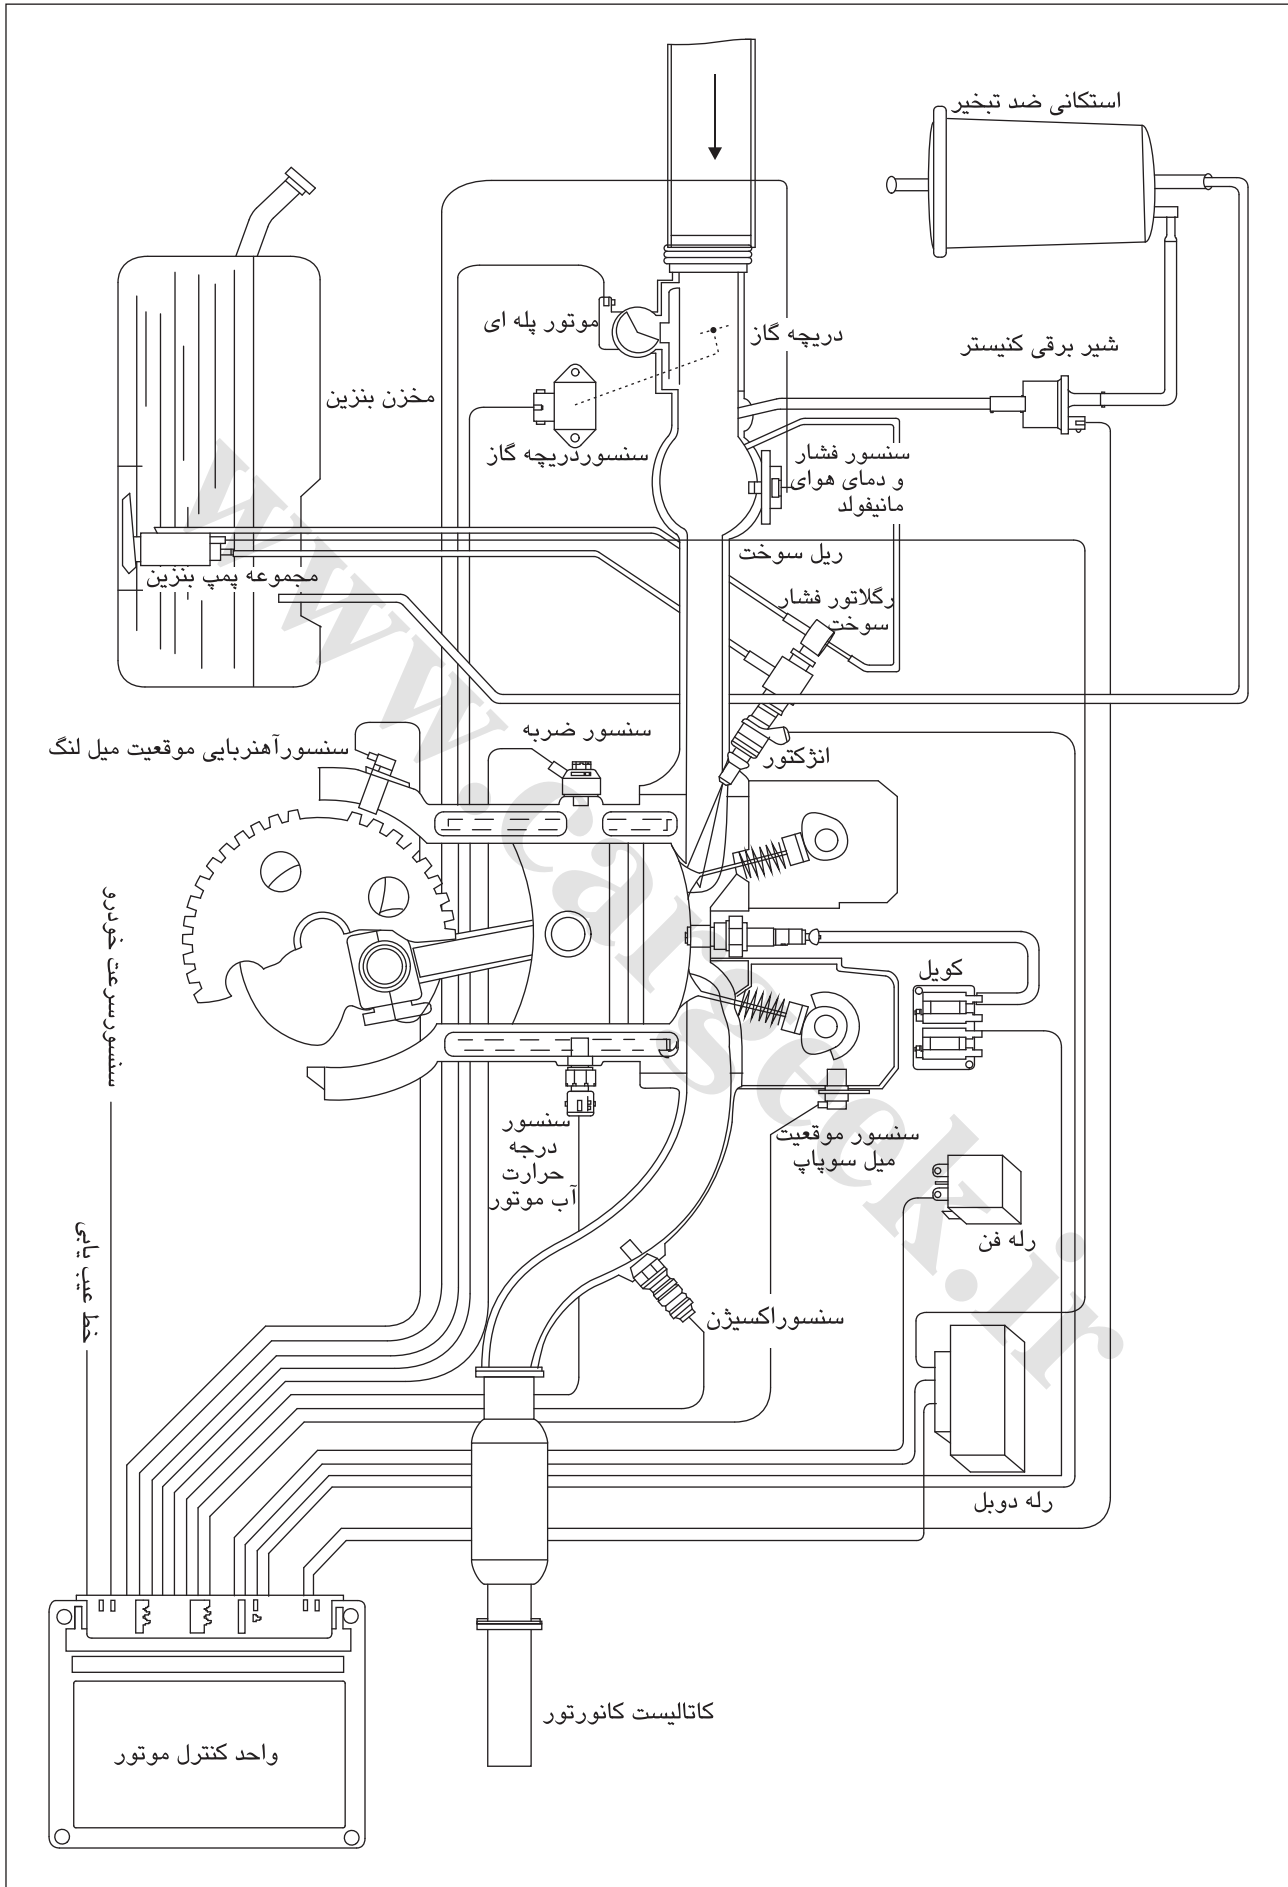 استکانی ضد تبخیر
موتور پله ای
دریچه گاز
شیر برقی کنیستر
مخزن بنزین
سنسوردریچه گاز
سنسور فشار
و دمای هوای
مانیفولد
ریل سوخت
مجموعه پمپ بنزین
رگلاتور فشار
سوخت
سنسور ضربه
سنسورآهنربایی موقعیت میل لنگ
انژکتور
سنسورسرعت خودرو
کویل
سنسور
درجه
حرارت
آب موتور
سنسور موقعیت
میل سوپاپ
رله فن
خط عیب یابی
سنسوراکسیژن
رله دوبل
کاتالیست کانورتور
واحد کنترل موتور
www.cargeek.ir